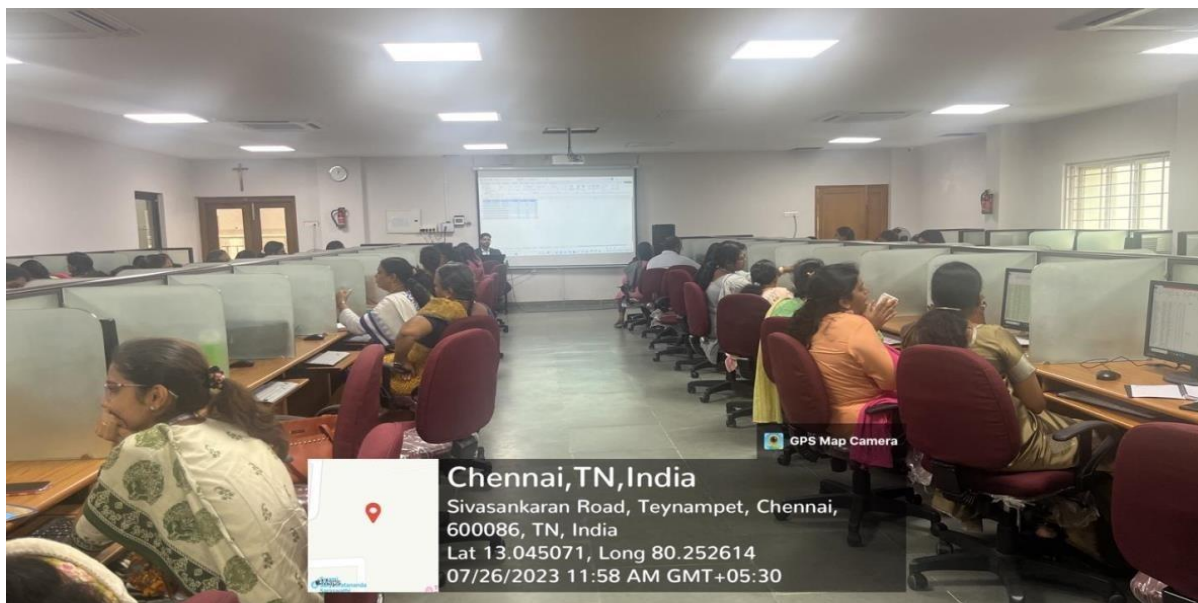 GPS Map Camera
Chennai,TN,India
Sivasankaran Road, Teynampet, Chennai,
600086, TN, India
Lat 13.045071, Long 80.252614
07/26/2023 11:58 AM GMT+05:30